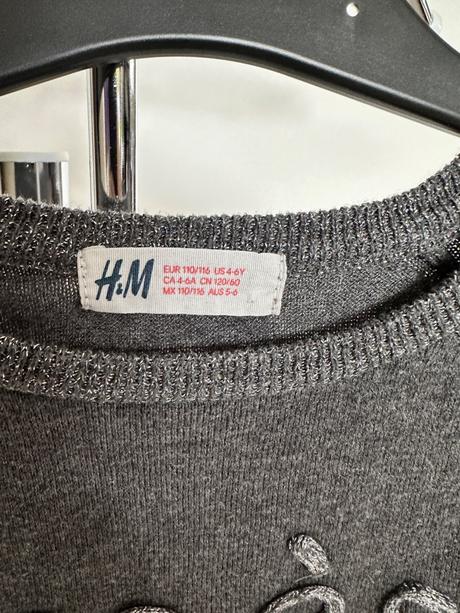 H&M
EUR 110/116 US 4-6Y
CA 4-6A CN 120/60
MX 110/116 AUS 5-6